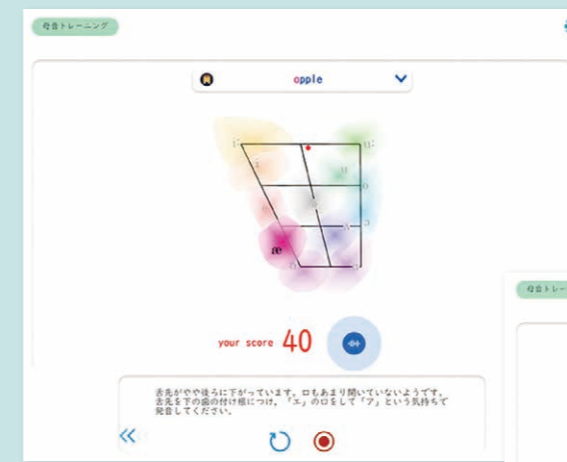 母音トレーニング
apple
i:
u:
ɪ
ʊ
æ
your score 40
母音トレー
舌先がやや後ろに下がっています。口もあまり開いていないようです。
舌先を下の歯の付け根につけ，「エ」の口をして「ア」という気持ちで
発音してください。